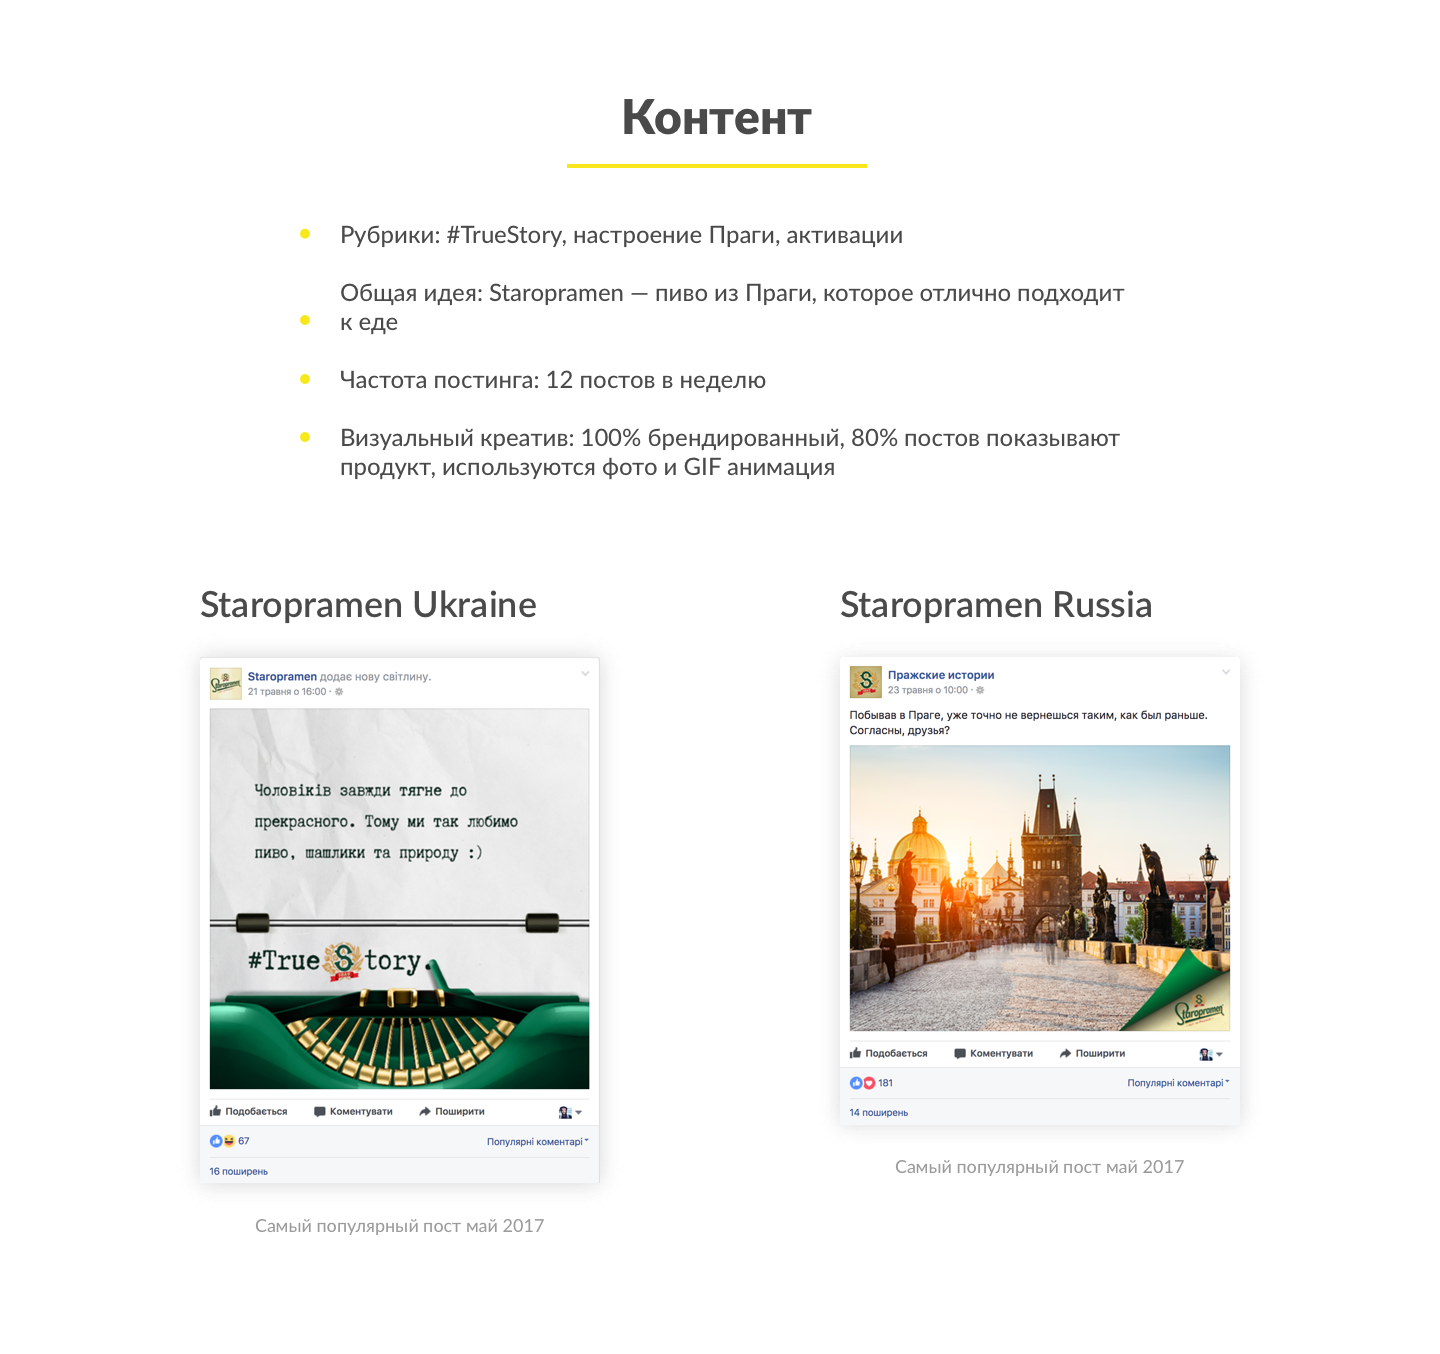 Контент
Рубрики: #TrueStory, настроение Праги, активации
Общая идея: Staropramen — пиво из Праги, которое отлично подходит
к еде
Частота постинга: 12 постов в неделю
Визуальный креатив: 100% брендированный, 80% постов показывают
продукт, используются фото и GIF анимация
Staropramen Ukraine
Staropramen
Staropramen додає нову світлину.
21 травня о 16:00 ·
Чоловіків завжди тягне до
прекрасного. Тому ми так любимо
пиво, шашлики та природу :)
#TrueStory.
Подобається Коментувати Поширити
67 Популярні коментарі
16 поширень
Самый популярный пост май 2017
Staropramen Russia
S
Пражские истории
23 травня о 10:00 ·
Побывав в Праге, уже точно не вернешься таким, как был раньше.
Согласны, друзья?
S
Staropramen
Подобається Коментувати Поширити
181 Популярні коментарі
14 поширень
Самый популярный пост май 2017